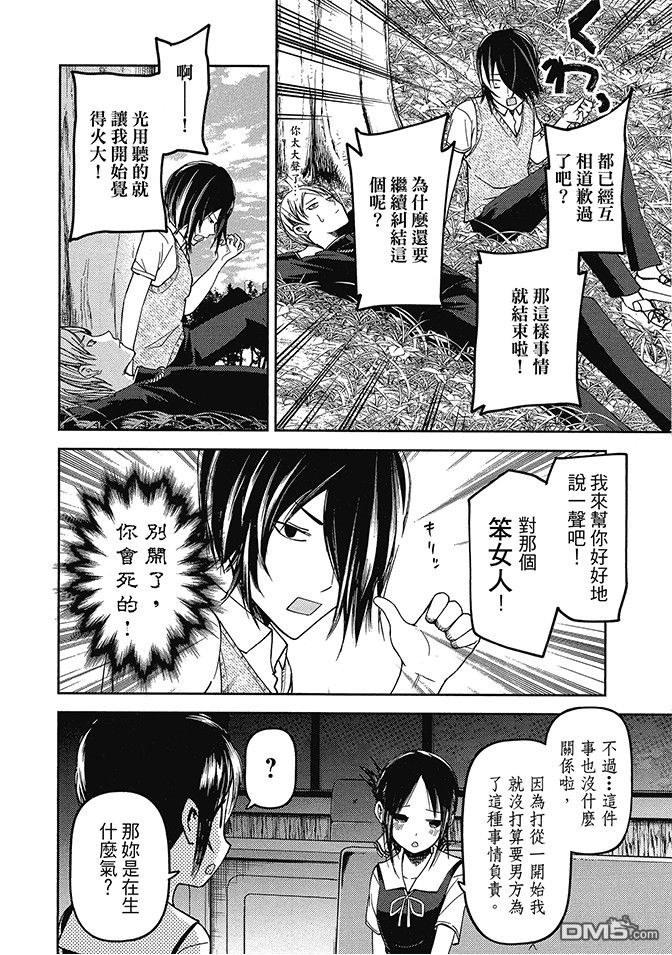 くわっ
都已經互
相道歉過
了吧?
那這樣事情
就結束啦!
為什麼還要
繼續糾結這
個呢?
你太大聲了…
啊——!
光用聽的就
讓我開始覺
得火大!
我來幫你好好地
說一聲吧!
對那個
笨女人!
キリッ
別鬧了,
你會死的!
不過…這件
事也沒什麼
關係啦,
因為打從一開始我
就沒打算要男方為
了這種事情負責。
?
那妳是在生
什麼氣?
DM5.com